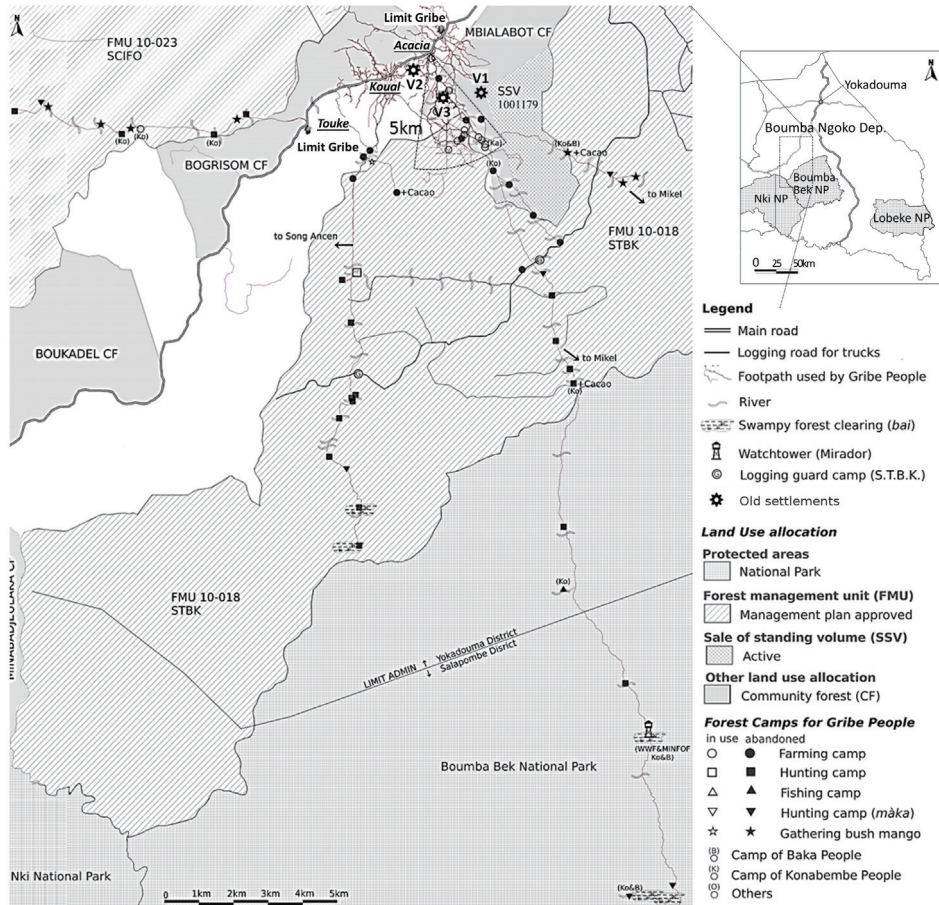 N
FMU 10-023
SCIFO
Limit Gribe
MBIALABOT CF
Acacia
Koual
V2
V1
SSV
1001179
V3
Touke
5km
Limit Gribe
BOGRISOM CF
(Ko)
(Ko)
(Ko)
(Ka)
(Ko)
(Ko&B)
+Cacao
+Cacao
to Mikel
FMU 10-018
STBK
to Song Ancen
G
BOUKADEL CF
to Mikel
G
+Cacao
(Ko)
(Ko)
FMU 10-018
STBK
LIMIT ADMIN
Yokadouma District
Salapombe Disrict
(WWF&MINFOF
Ko&B)
Boumba Bek National Park
Nki National Park
(Ko&B)
0 1km 2km 3km 4km 5km
N
Yokadouma
Boumba Ngoko Dep.
Boumba
Bek NP
Nki NP
Lobeke NP
0 25 50km
Legend
Main road
Logging road for trucks
Footpath used by Gribe People
River
Swampy forest clearing (bai)
Watchtower (Mirador)
G Logging guard camp (S.T.B.K.)
Old settlements
Land Use allocation
Protected areas
National Park
Forest management unit (FMU)
Management plan approved
Sale of standing volume (SSV)
Active
Other land use allocation
Community forest (CF)
Forest Camps for Gribe People
in use abandoned
Farming camp
Hunting camp
Fishing camp
Hunting camp (màka)
Gathering bush mango
(B) Camp of Baka People
(K) Camp of Konabembe People
(O) Others